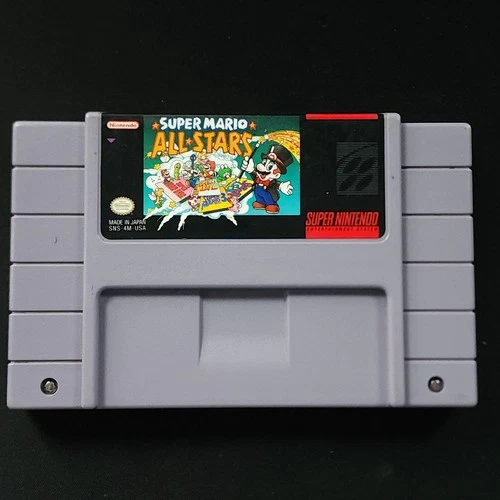 Nintendo
SUPER MARIO
ALL★STARS
MADE IN JAPAN
SNS-4M-USA
SUPER NINTENDO
ENTERTAINMENT SYSTEM